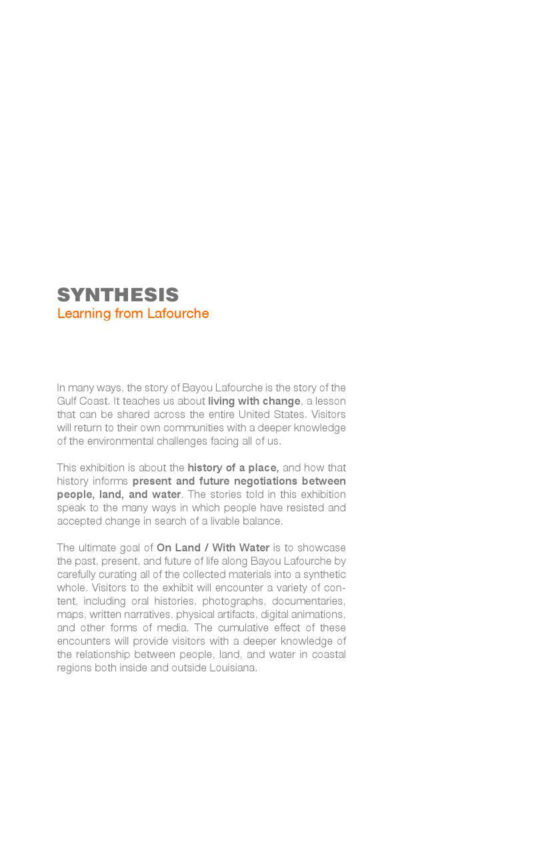 SYNTHESIS
Learning from Lafourche
In many ways, the story of Bayou Lafourche is the story of the
Gulf Coast. It teaches us about living with change, a lesson
that can be shared across the entire United States. Visitors
will return to their own communities with a deeper knowledge
of the environmental challenges facing all of us.
This exhibition is about the history of a place, and how that
history informs present and future negotiations between
people, land, and water. The stories told in this exhibition
speak to the many ways in which people have resisted and
accepted change in search of a livable balance.
The ultimate goal of On Land / With Water is to showcase
the past, present, and future of life along Bayou Lafourche by
carefully curating all of the collected materials into a synthetic
whole. Visitors to the exhibit will encounter a variety of con-
tent, including oral histories, photographs, documentaries,
maps, written narratives, physical artifacts, digital animations,
and other forms of media. The cumulative effect of these
encounters will provide visitors with a deeper knowledge of
the relationship between people, land, and water in coastal
regions both inside and outside Louisiana.